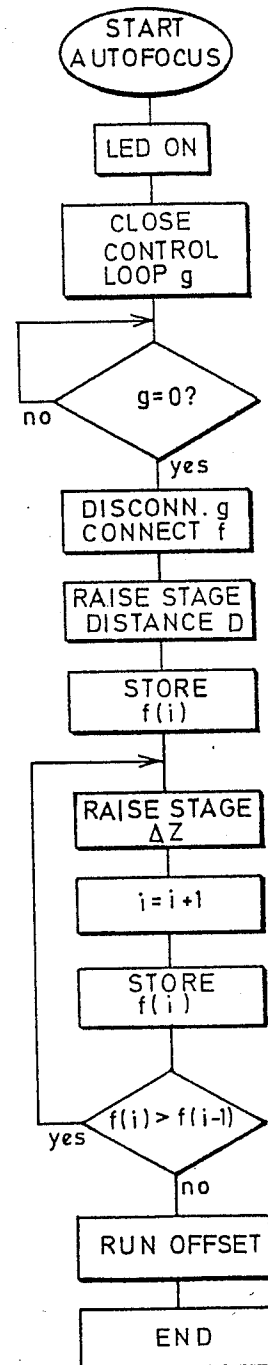 START
AUTOFOCUS
LED ON
CLOSE
CONTROL
LOOP g
g=0?
no
yes
DISCONN. g
CONNECT f
RAISE STAGE
DISTANCE D
STORE
f(i)
RAISE STAGE
ΔZ
i=i+1
STORE
f(i)
f(i)>f(i-1)
yes
no
RUN OFFSET
END